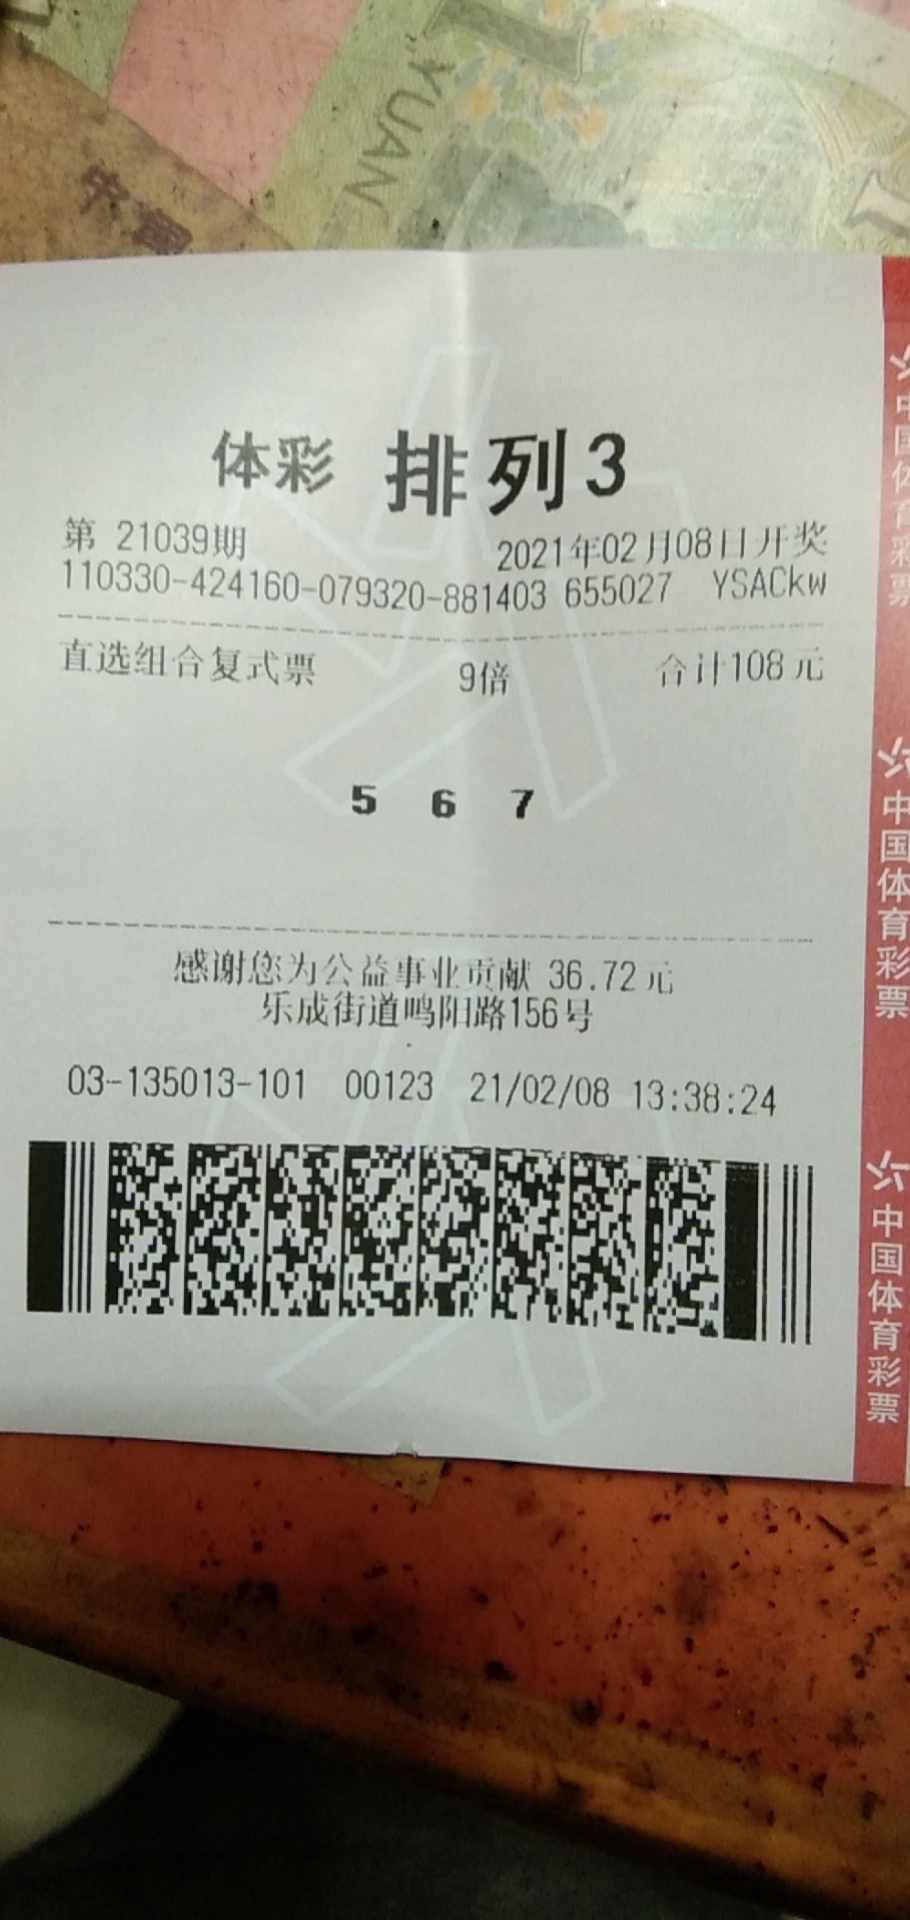 YUAN
中国
体彩 排列3
第 21039期 2021年02月08日开奖
110330-424160-079320-881403 655027 YSACkw
直选组合复式票 9倍 合计108元
5 6 7
感谢您为公益事业贡献 36.72元
乐成街道鸣阳路156号
03-135013-101 00123 21/02/08 13:38:24
中国体育彩票
中国体育彩票
中国体育彩票